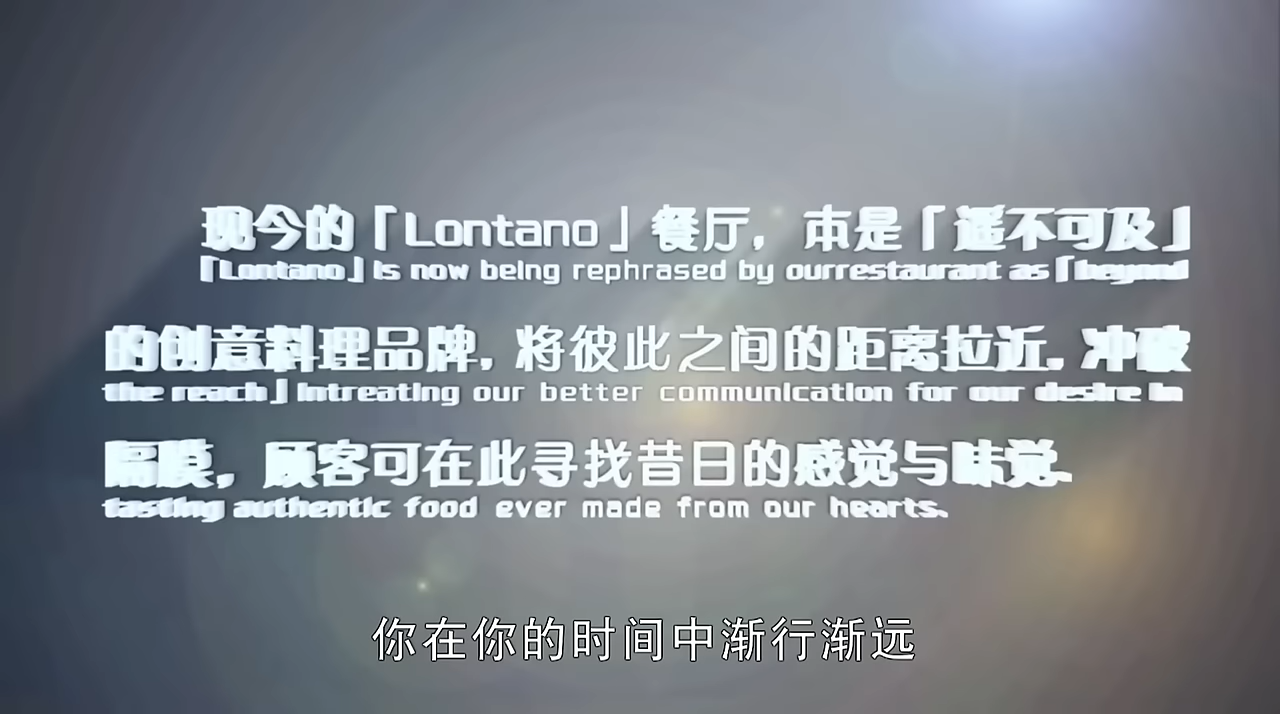 现今的「Lontano」餐厅，本是「遥不可及」
「Lontano」is now being rephrased by ourrestaurant as「beyond
的创意料理品牌，将彼此之间的距离拉近，冲破
the reach」intreating our better communication for our desire in
隔膜，顾客可在此寻找昔日的感觉与味觉。
tasting authentic food ever made from our hearts.
你在你的时间中渐行渐远